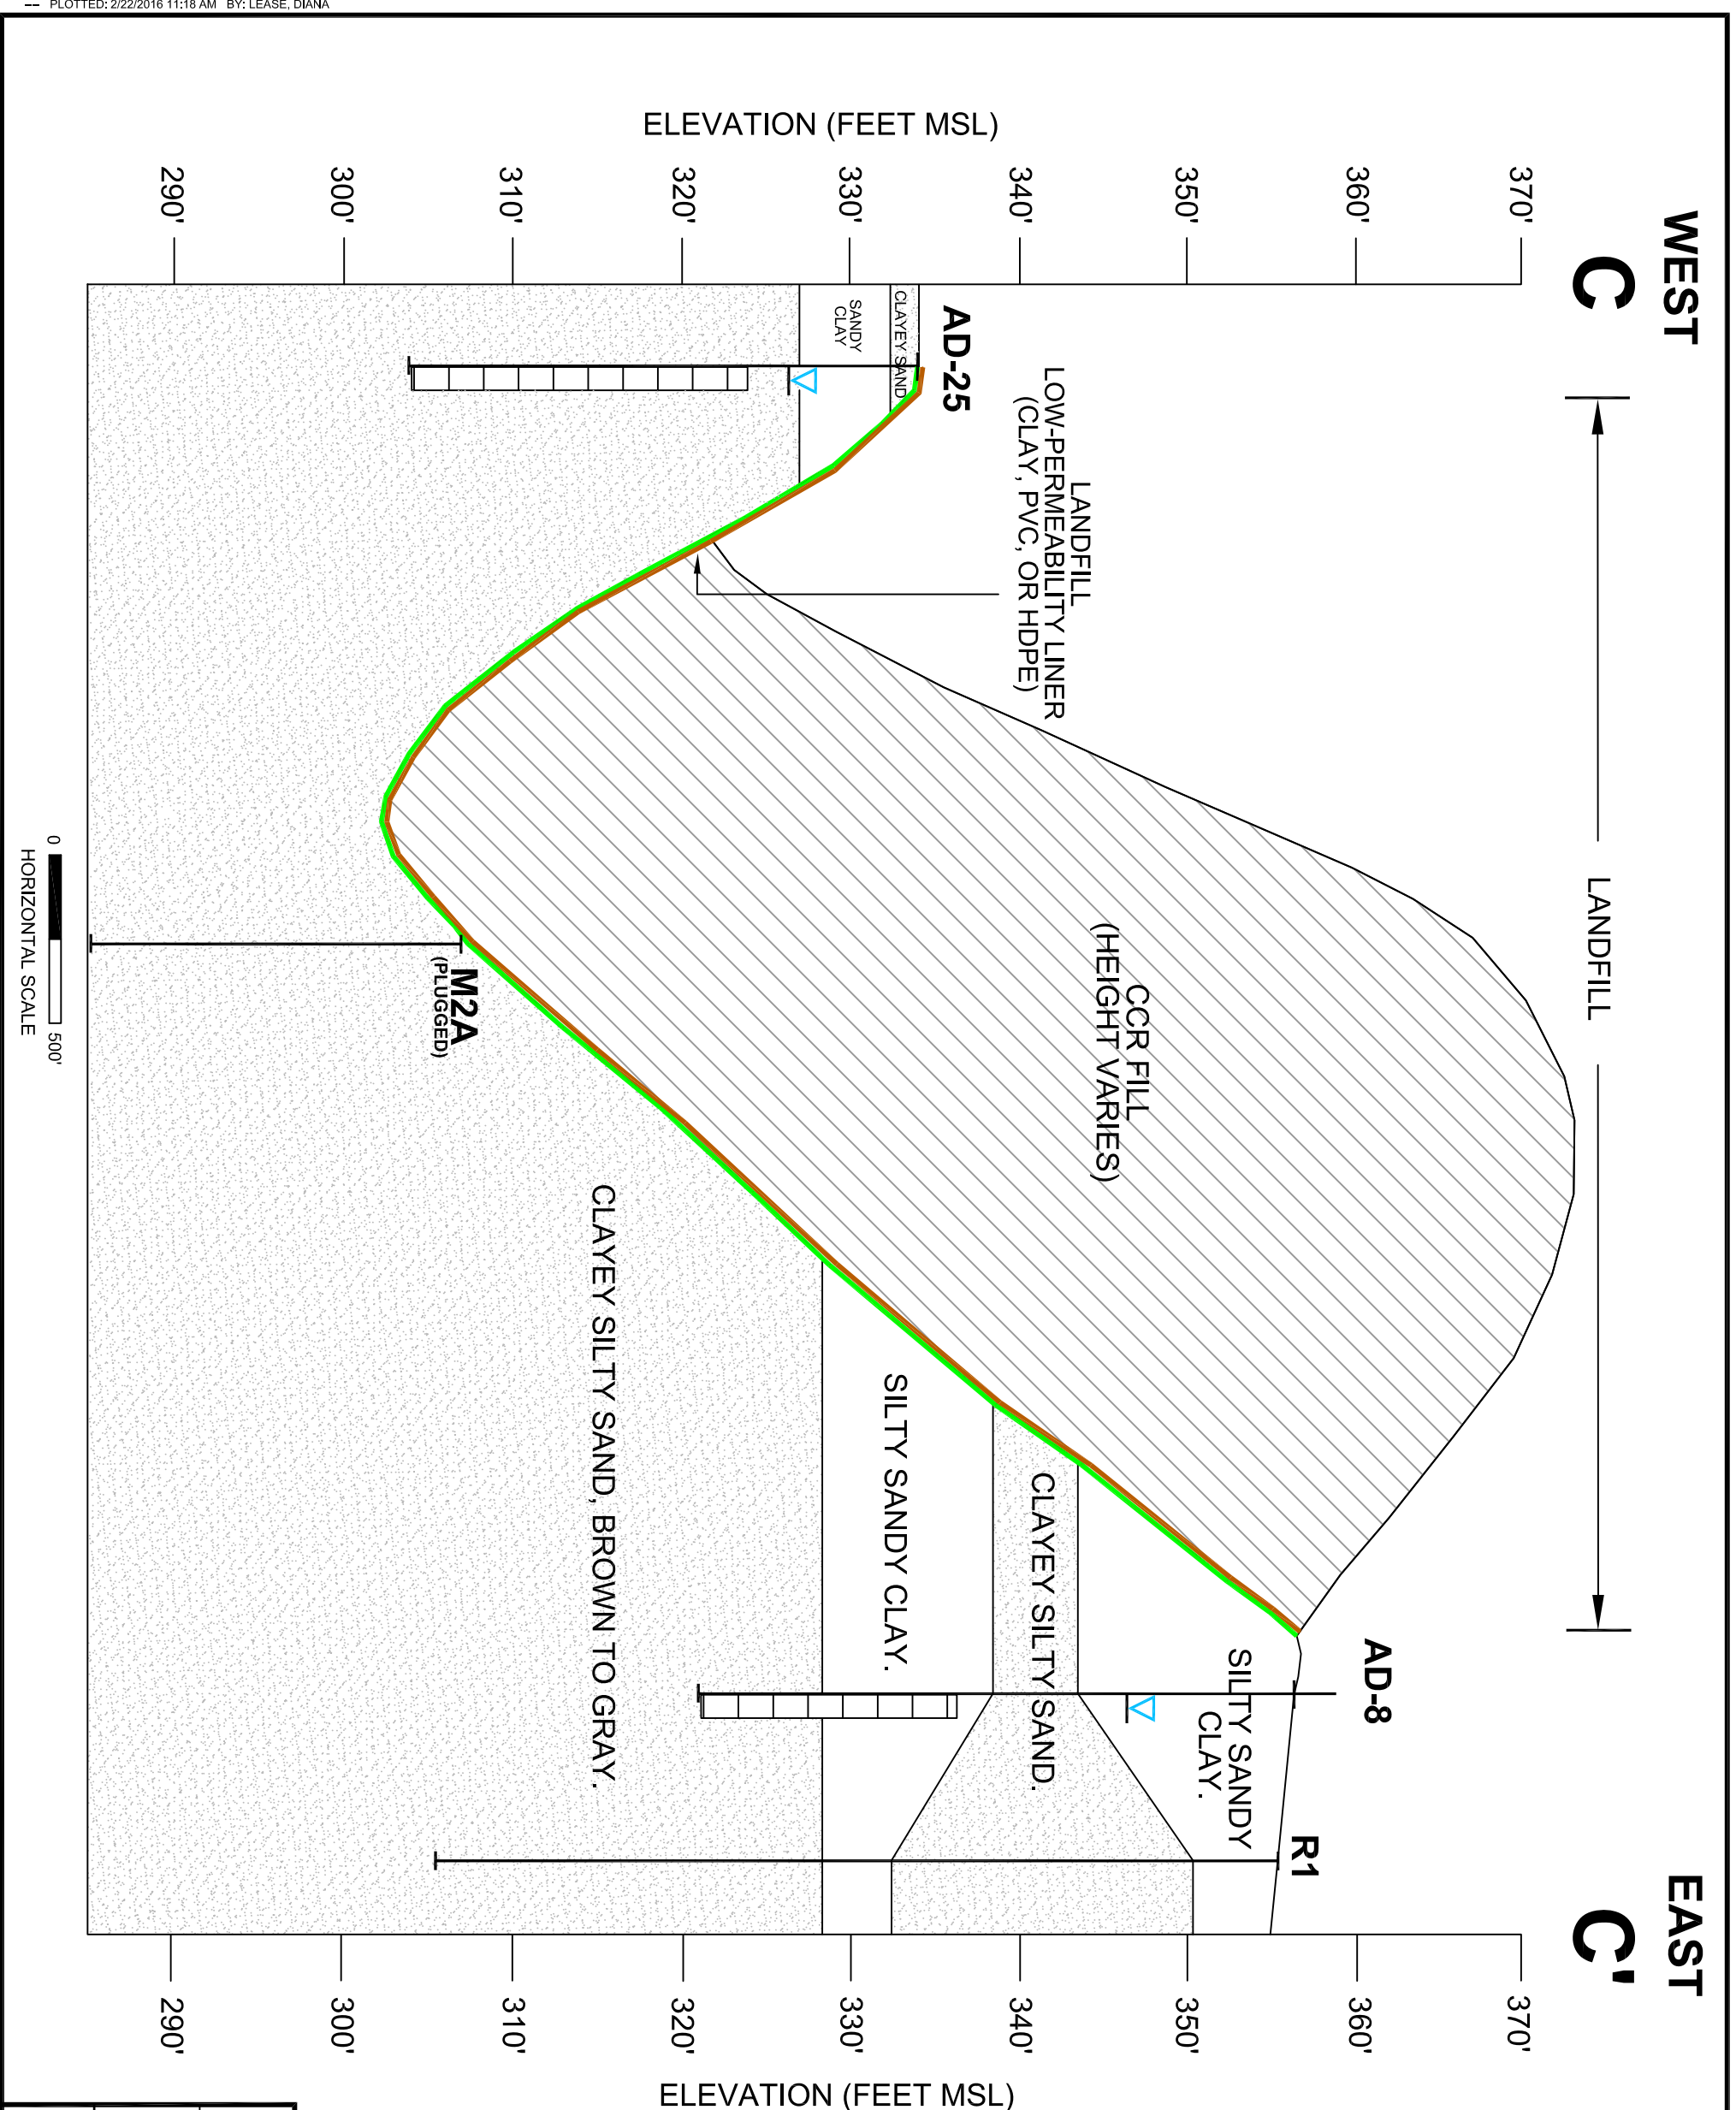 -- PLOTTED: 2/22/2016 11:18 AM BY: LEASE, DIANA
WEST
C
EAST
C'
LANDFILL
ELEVATION (FEET MSL)
370'
360'
350'
340'
330'
320'
310'
300'
290'
AD-25
CLAYEY SAND
SANDY
CLAY
LANDFILL
LOW-PERMEABILITY LINER
(CLAY, PVC, OR HDPE)
CCR FILL
(HEIGHT VARIES)
M2A
(PLUGGED)
AD-8
R1
SILTY SANDY
CLAY.
CLAYEY SILTY SAND.
SILTY SANDY CLAY.
CLAYEY SILTY SAND, BROWN TO GRAY.
370'
360'
350'
340'
330'
320'
310'
300'
290'
ELEVATION (FEET MSL)
0 500'
HORIZONTAL SCALE